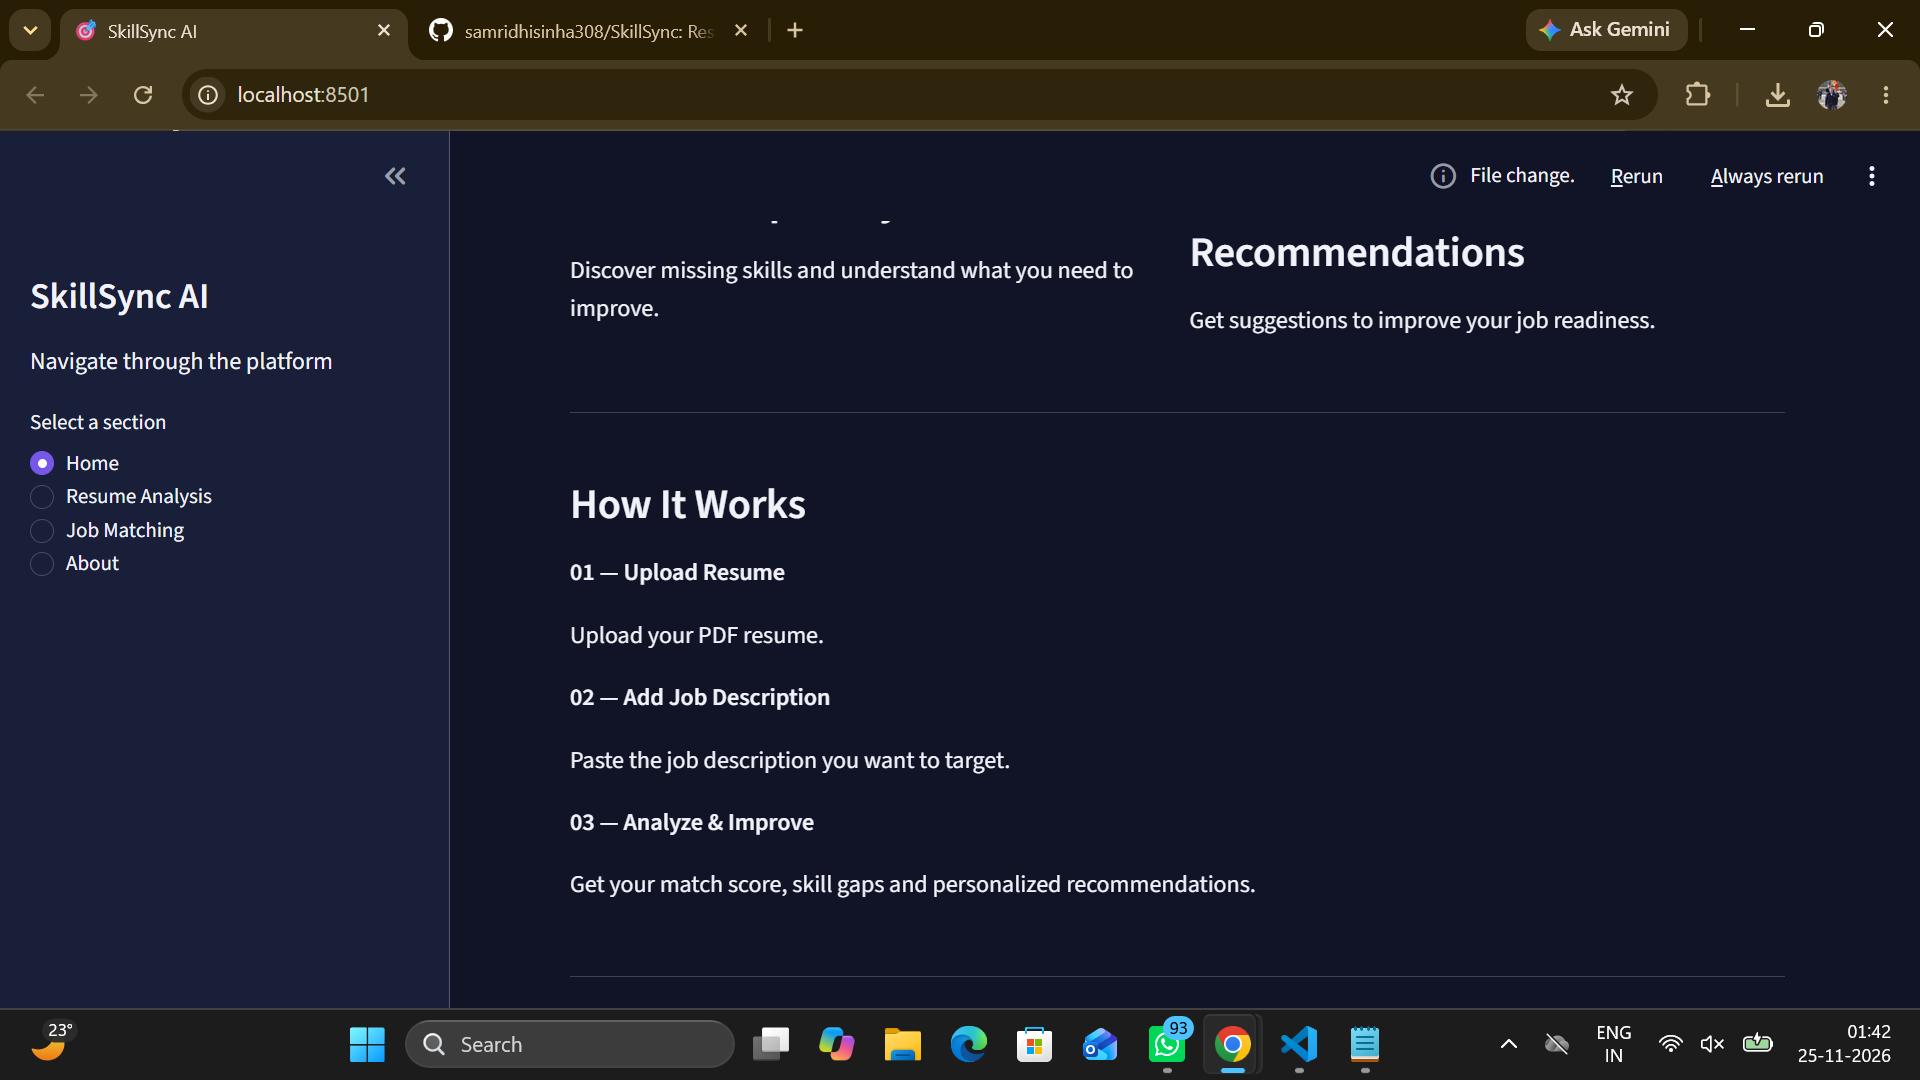 SkillSync AI
samridhisinha308/SkillSync: Res
Ask Gemini
localhost:8501
File change.
Rerun
Always rerun
SkillSync AI
Navigate through the platform
Select a section
Home
Resume Analysis
Job Matching
About
Discover missing skills and understand what you need to
improve.
Recommendations
Get suggestions to improve your job readiness.
How It Works
01 — Upload Resume
Upload your PDF resume.
02 — Add Job Description
Paste the job description you want to target.
03 — Analyze & Improve
Get your match score, skill gaps and personalized recommendations.
23°
Search
93
ENG
IN
01:42
25-11-2026